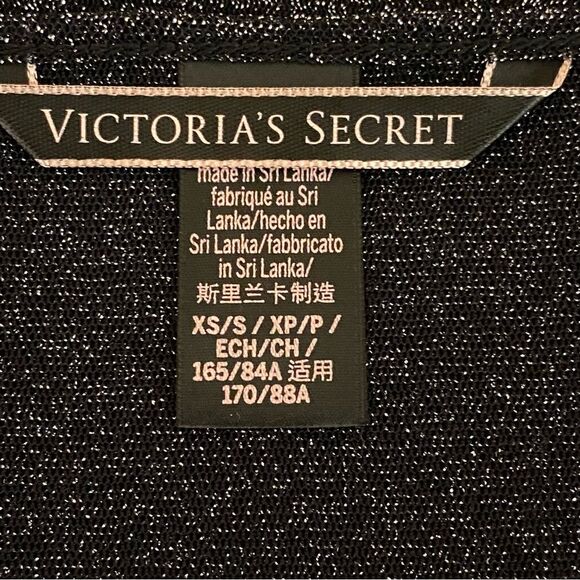 VICTORIA'S SECRET
made in Sri Lanka/
fabriqué au Sri
Lanka/hecho en
Sri Lanka/fabbricato
in Sri Lanka/
斯里兰卡制造
XS/S / XP/P /
ECH/CH /
165/84A 适用
170/88A